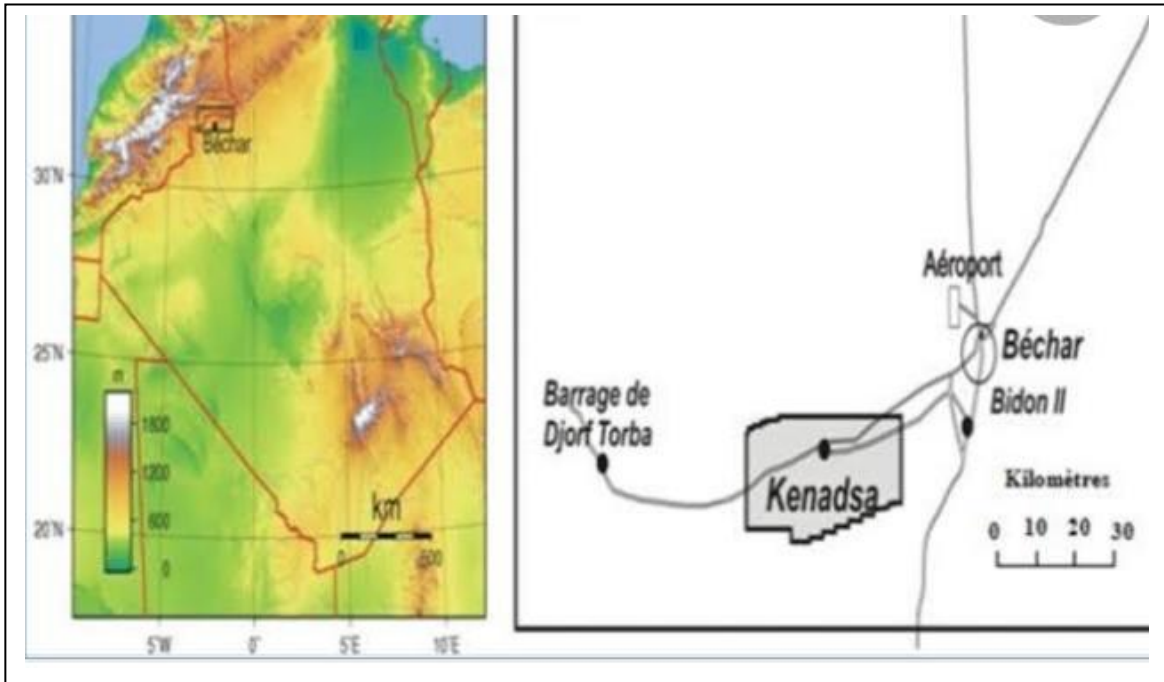 Béchar
30°N
25°N
20°N
m
1800
1200
600
0
km
0 500
5°W 0° 5°E 10°E
Aéroport
Béchar
Bidon II
Barrage de
Djorf Torba
Kenadsa
Kilomètres
0 10 20 30